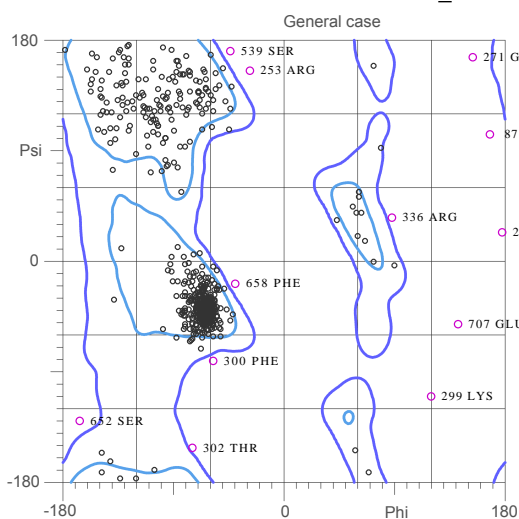 General case
180
539 SER
271 G
253 ARG
87
Psi
336 ARG
2
0
658 PHE
707 GLU
300 PHE
299 LYS
652 SER
302 THR
-180
-180
0
Phi
180